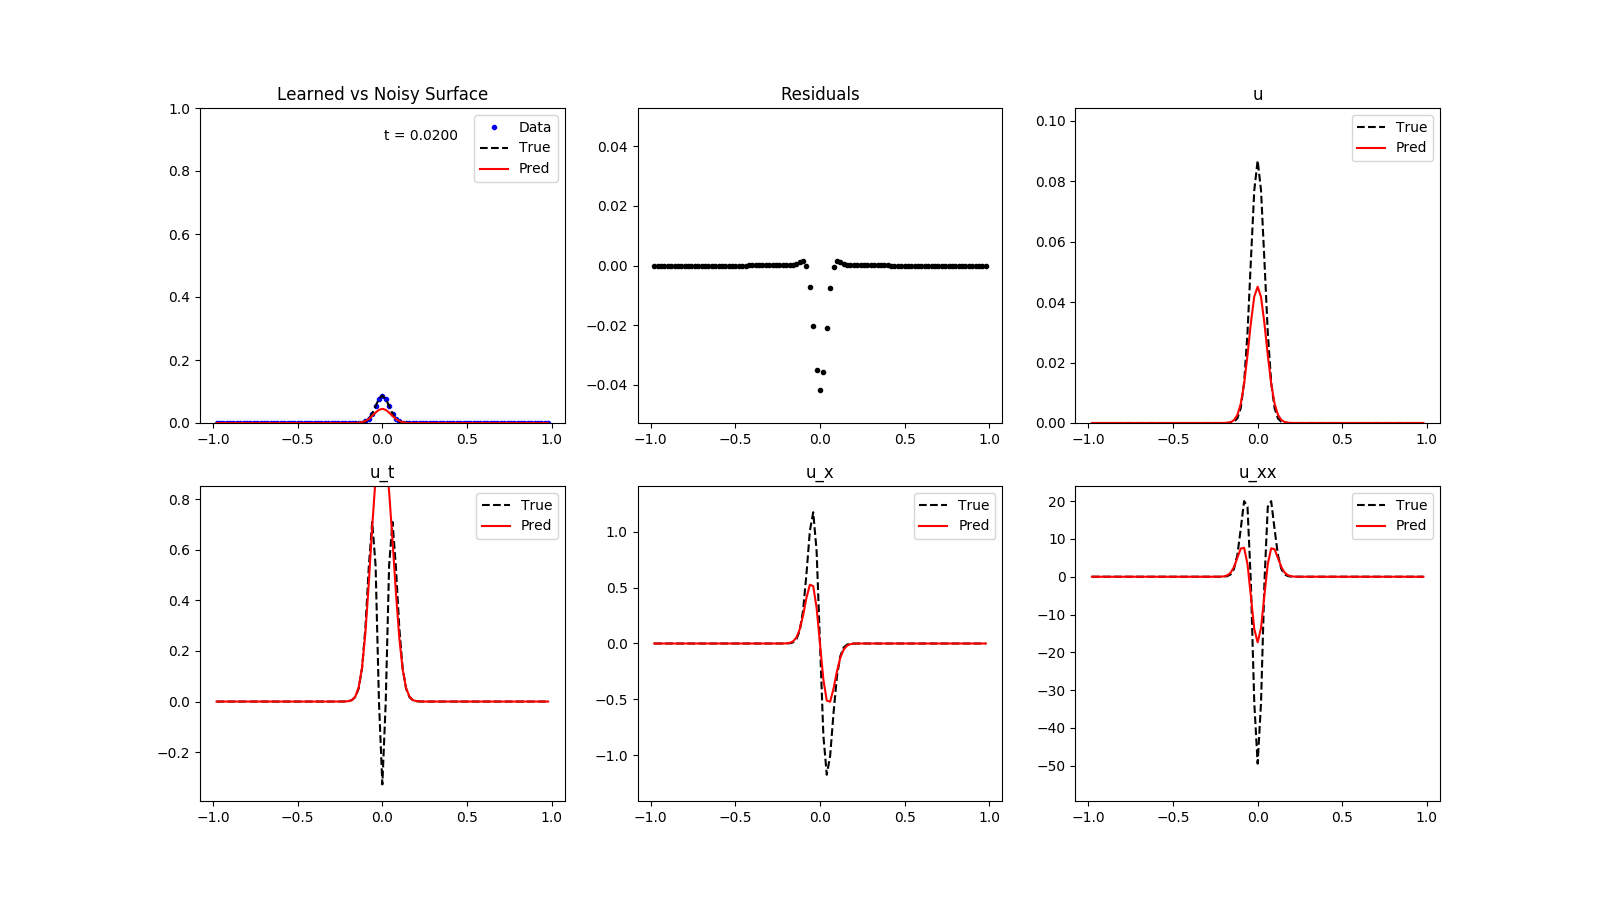 Learned vs Noisy Surface
t = 0.0200
Data
True
Pred
1.0
0.8
0.6
0.4
0.2
0.0
−1.0 −0.5 0.0 0.5 1.0
Residuals
0.04
0.02
0.00
−0.02
−0.04
−1.0 −0.5 0.0 0.5 1.0
u
True
Pred
0.10
0.08
0.06
0.04
0.02
0.00
−1.0 −0.5 0.0 0.5 1.0
u_t
True
Pred
0.8
0.6
0.4
0.2
0.0
−0.2
−1.0 −0.5 0.0 0.5 1.0
u_x
True
Pred
1.0
0.5
0.0
−0.5
−1.0
−1.0 −0.5 0.0 0.5 1.0
u_xx
True
Pred
20
10
0
−10
−20
−30
−40
−50
−1.0 −0.5 0.0 0.5 1.0